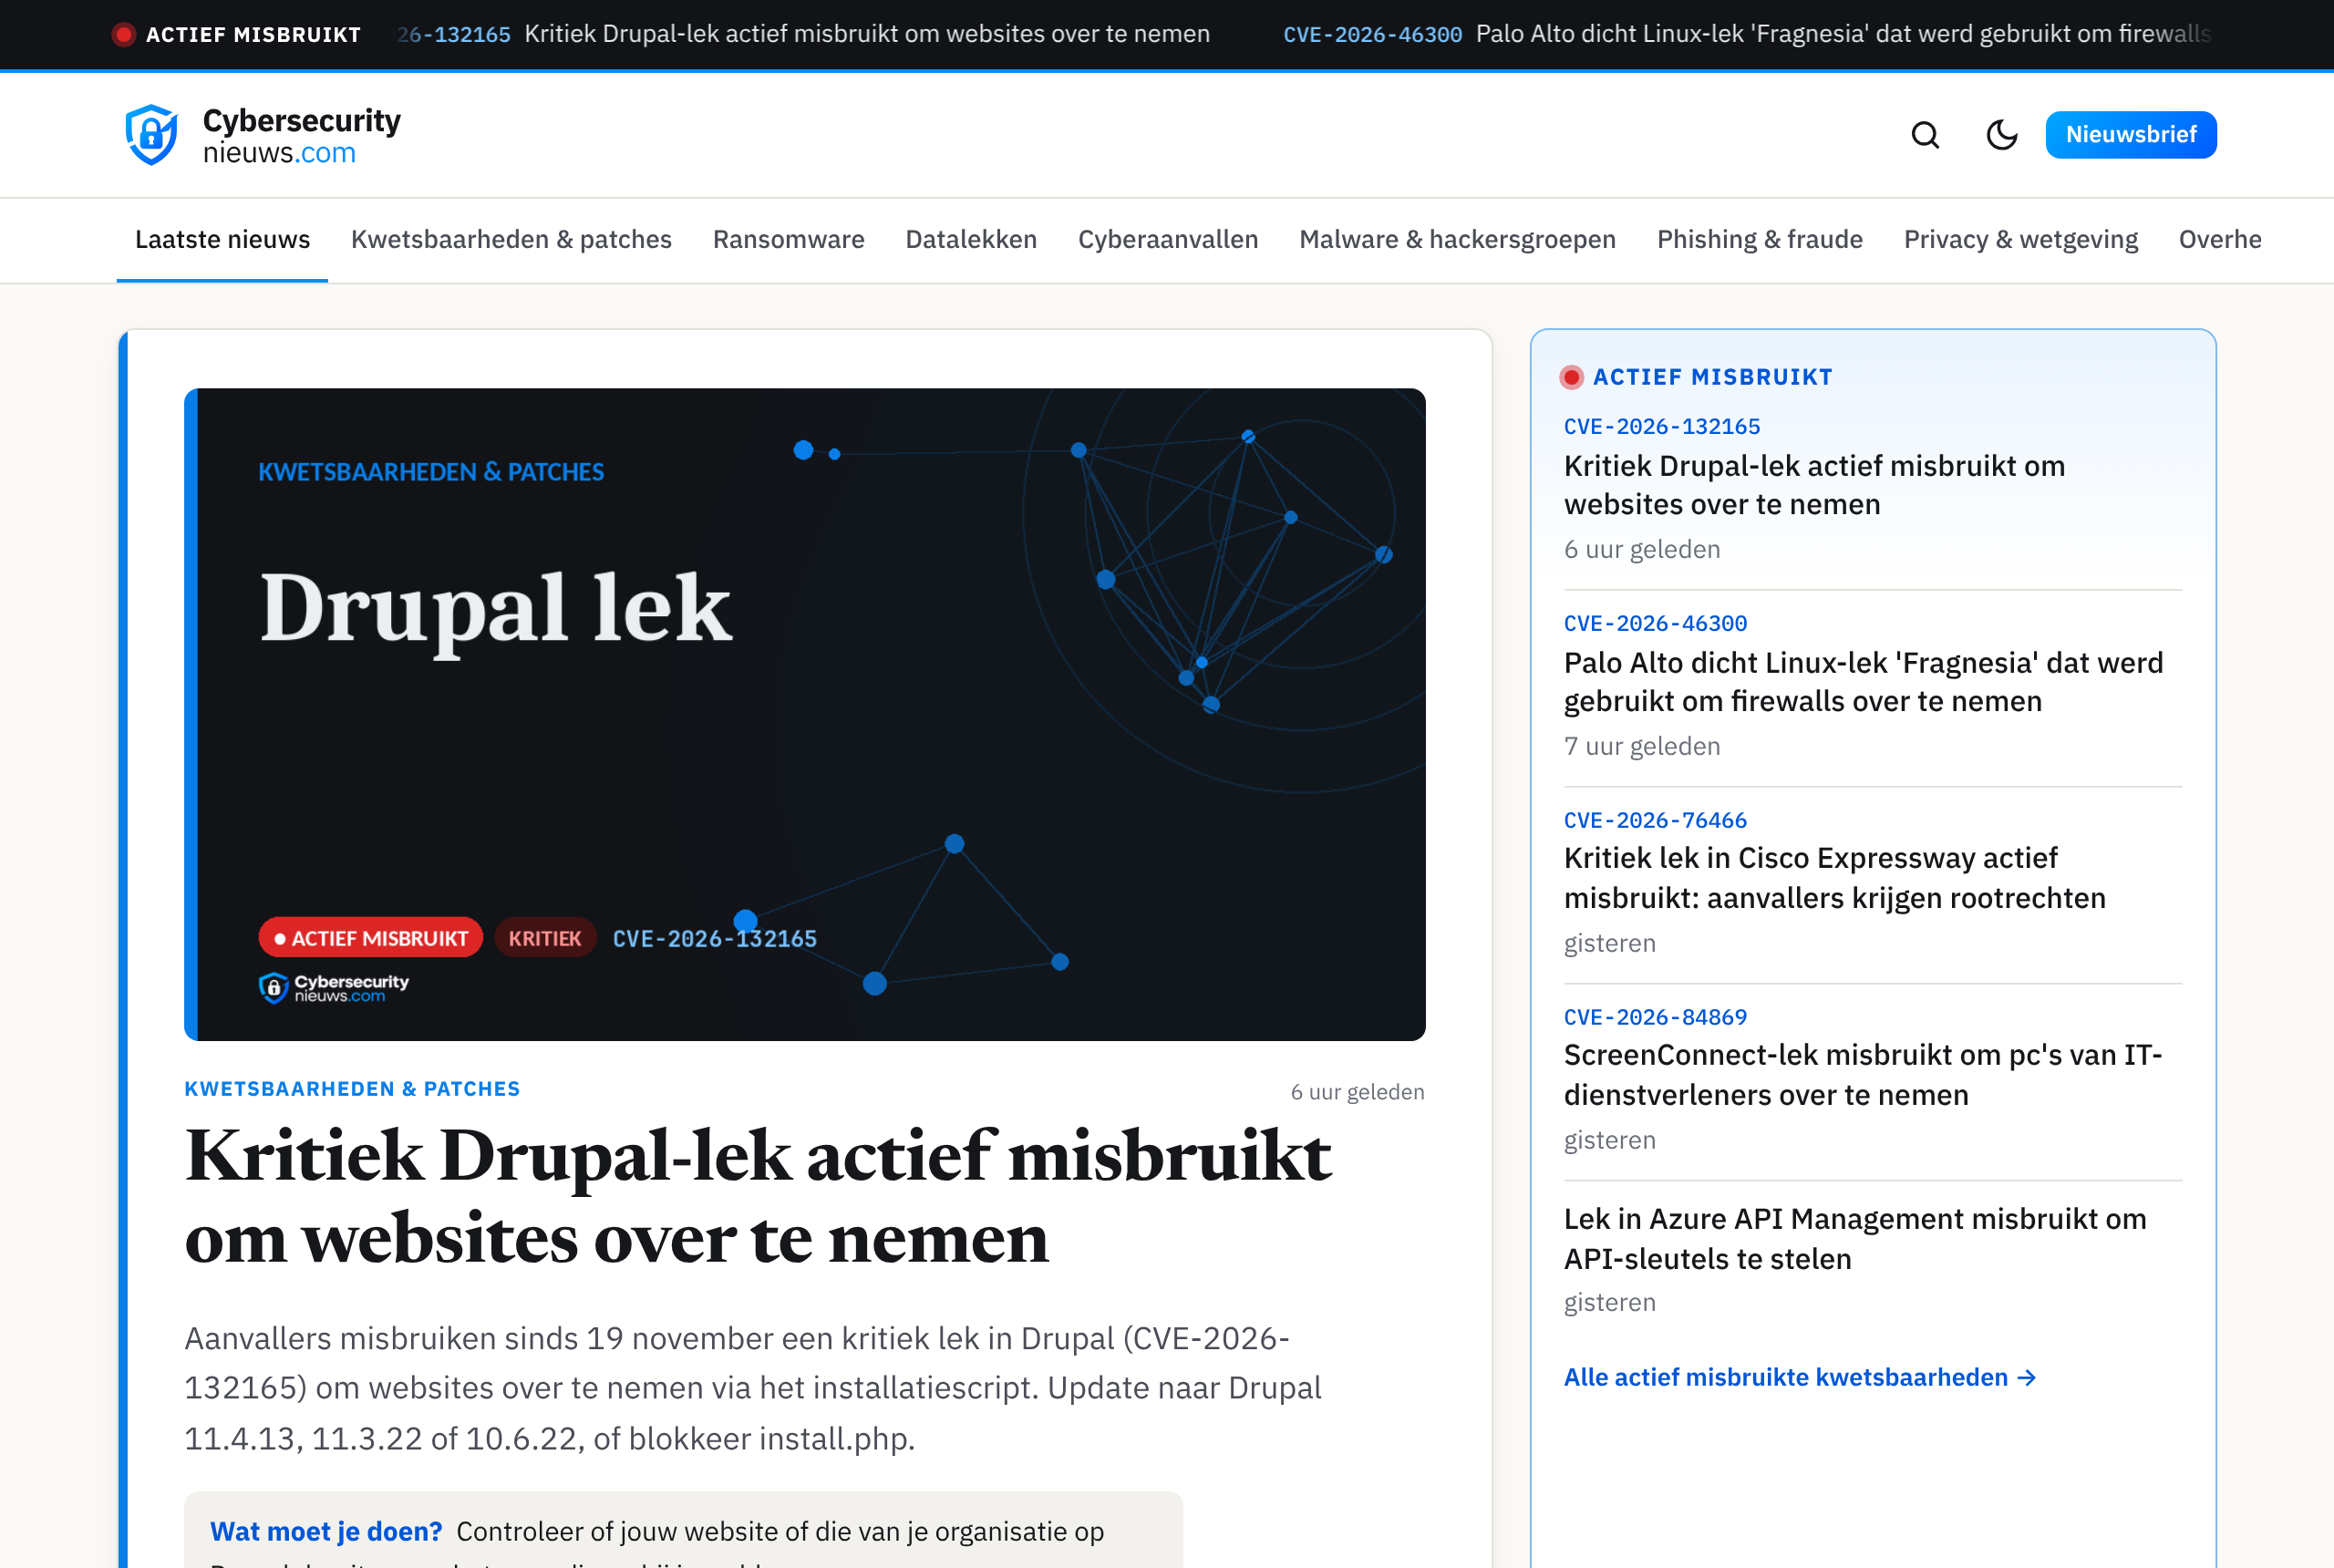 ACTIEF MISBRUIKT 26-132165 Kritiek Drupal-lek actief misbruikt om websites over te nemen CVE-2026-46300 Palo Alto dicht Linux-lek 'Fragnesia' dat werd gebruikt om firewalls
Cybersecurity
nieuws.com
Nieuwsbrief
Laatste nieuws Kwetsbaarheden & patches Ransomware Datalekken Cyberaanvallen Malware & hackersgroepen Phishing & fraude Privacy & wetgeving Overhe
KWETSBAARHEDEN & PATCHES
Drupal lek
ACTIEF MISBRUIKT KRITIEK CVE-2026-132165
Cybersecurity
nieuws.com
KWETSBAARHEDEN & PATCHES 6 uur geleden
Kritiek Drupal-lek actief misbruikt
om websites over te nemen
Aanvallers misbruiken sinds 19 november een kritiek lek in Drupal (CVE-2026-
132165) om websites over te nemen via het installatiescript. Update naar Drupal
11.4.13, 11.3.22 of 10.6.22, of blokkeer install.php.
Wat moet je doen? Controleer of jouw website of die van je organisatie op
ACTIEF MISBRUIKT
CVE-2026-132165
Kritiek Drupal-lek actief misbruikt om
websites over te nemen
6 uur geleden
CVE-2026-46300
Palo Alto dicht Linux-lek 'Fragnesia' dat werd
gebruikt om firewalls over te nemen
7 uur geleden
CVE-2026-76466
Kritiek lek in Cisco Expressway actief
misbruikt: aanvallers krijgen rootrechten
gisteren
CVE-2026-84869
ScreenConnect-lek misbruikt om pc's van IT-
dienstverleners over te nemen
gisteren
Lek in Azure API Management misbruikt om
API-sleutels te stelen
gisteren
Alle actief misbruikte kwetsbaarheden →